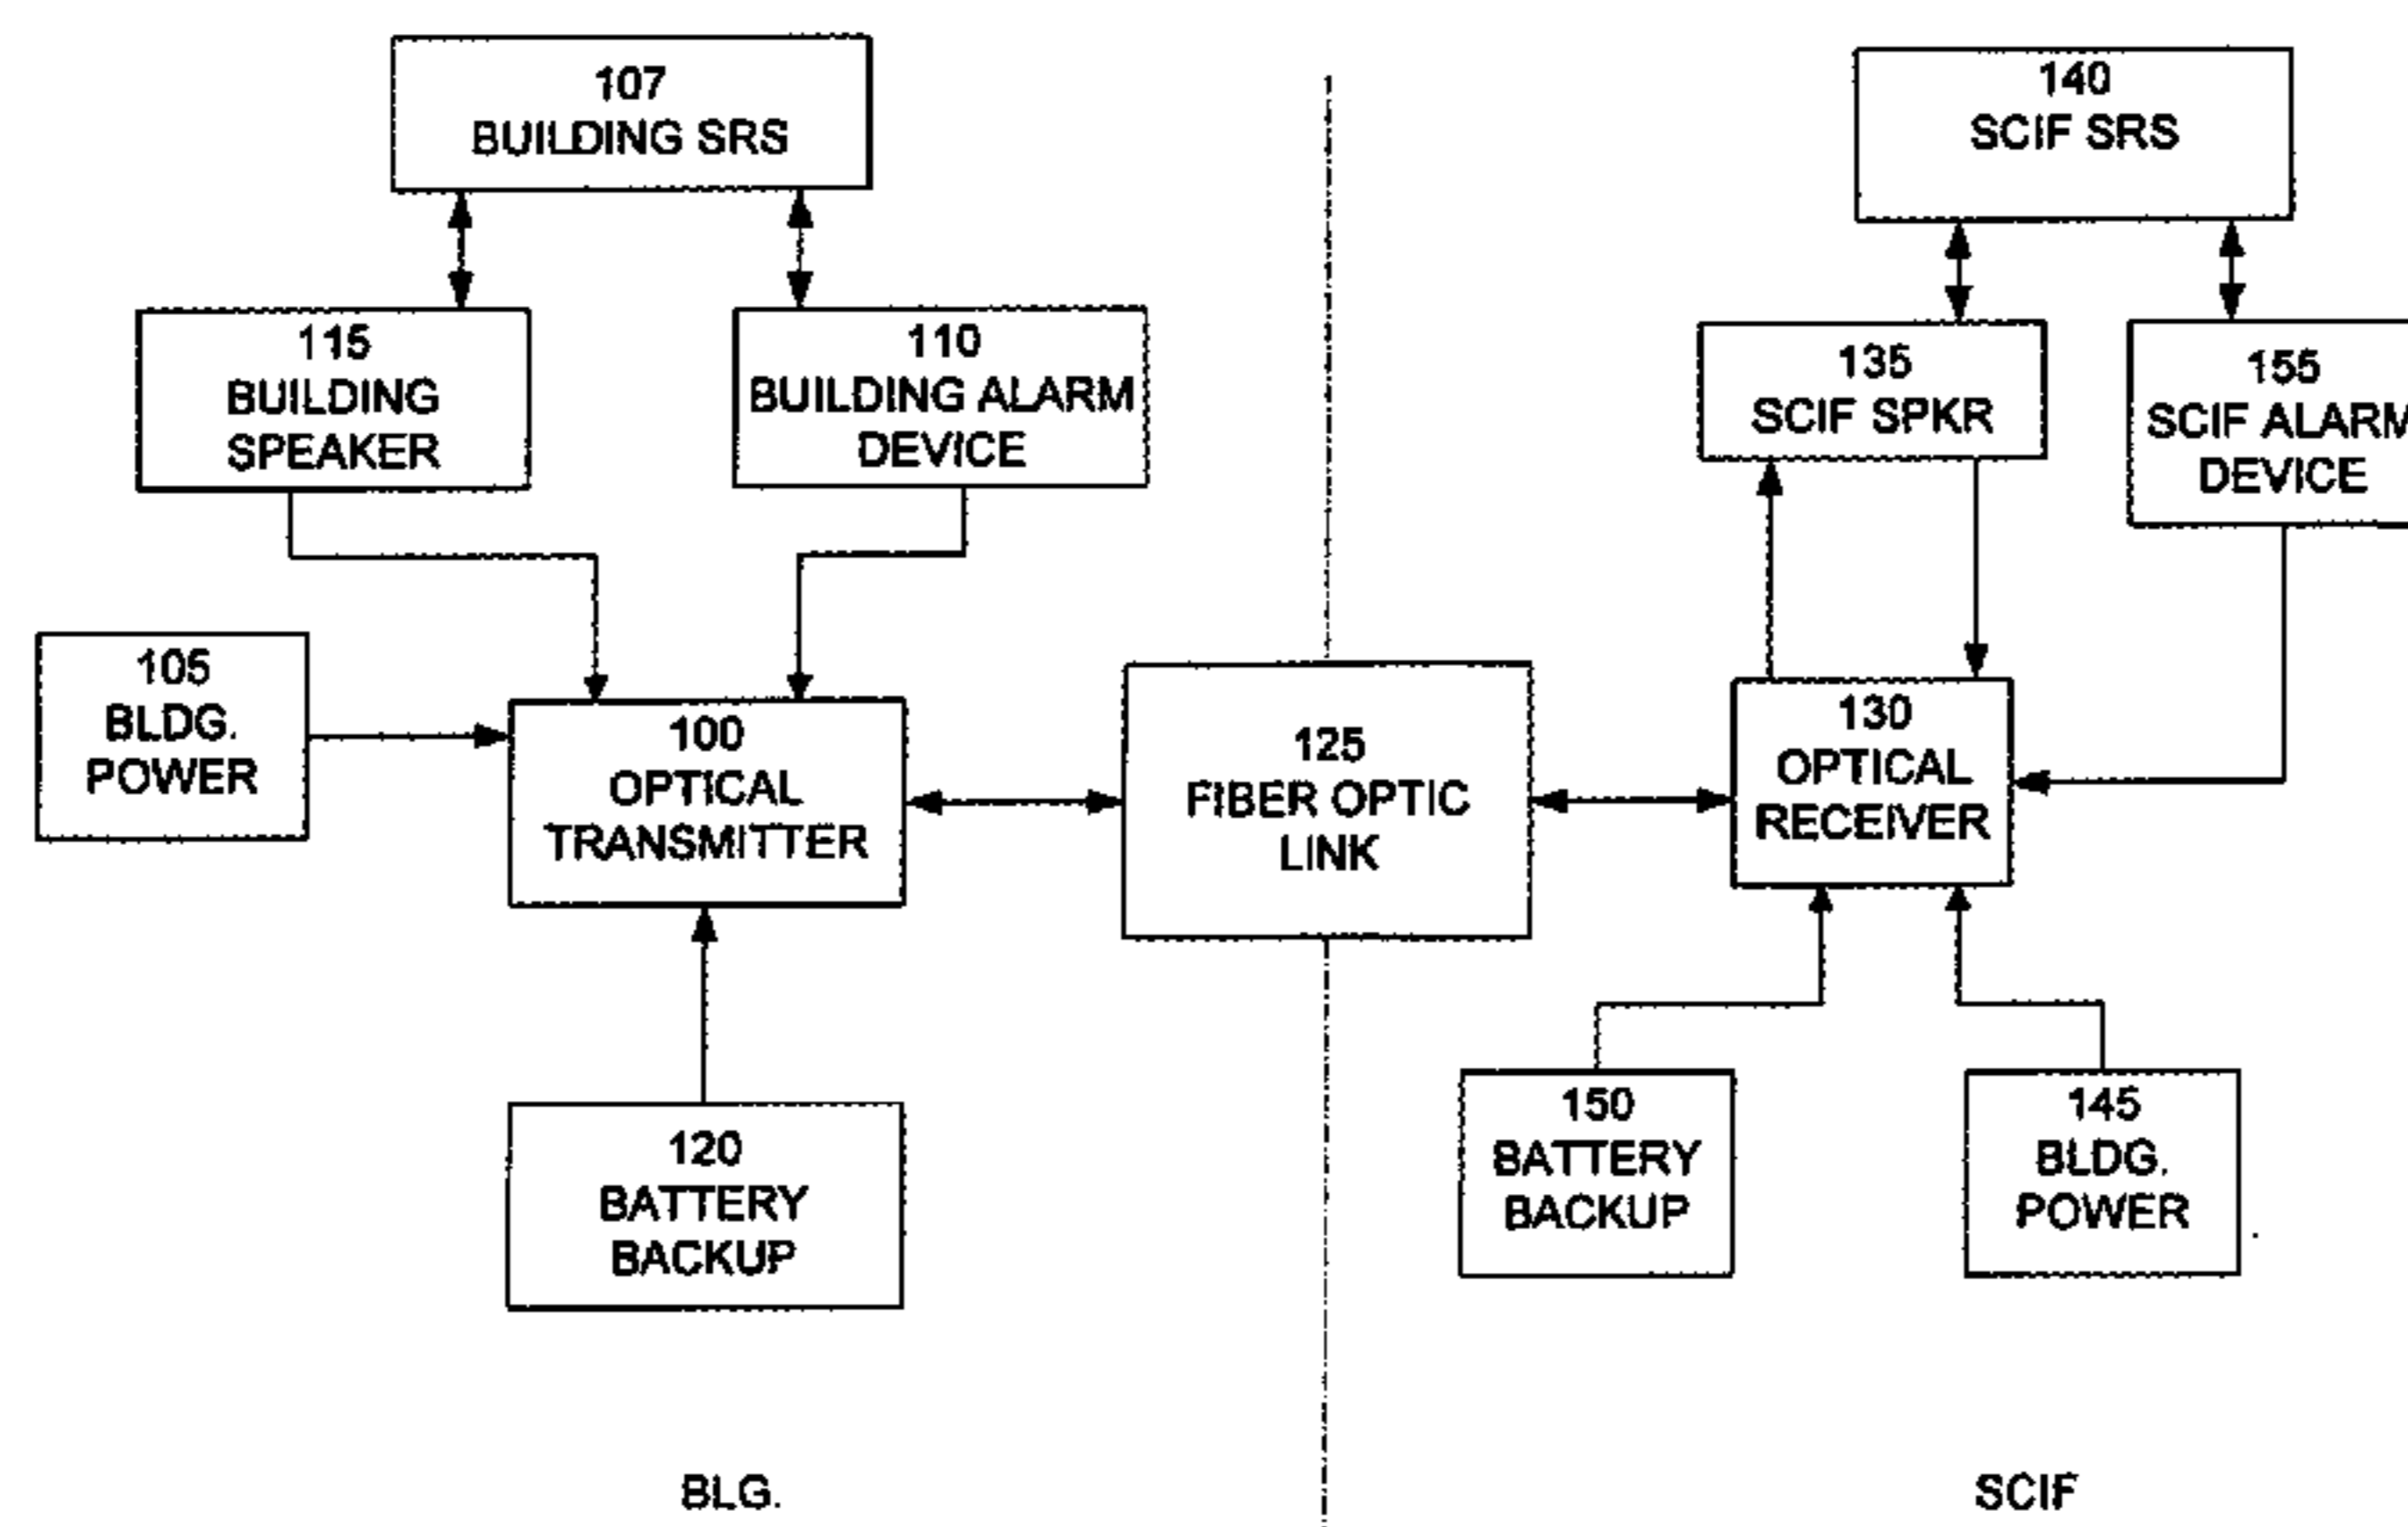 107
BUILDING SRS
140
SCIF SRS
115
BUILDING
SPEAKER
110
BUILDING ALARM
DEVICE
135
SCIF SPKR
155
SCIF ALARM
DEVICE
105
BLDG.
POWER
100
OPTICAL
TRANSMITTER
125
FIBER OPTIC
LINK
130
OPTICAL
RECEIVER
120
BATTERY
BACKUP
150
BATTERY
BACKUP
145
BLDG.
POWER
BLG.
SCIF